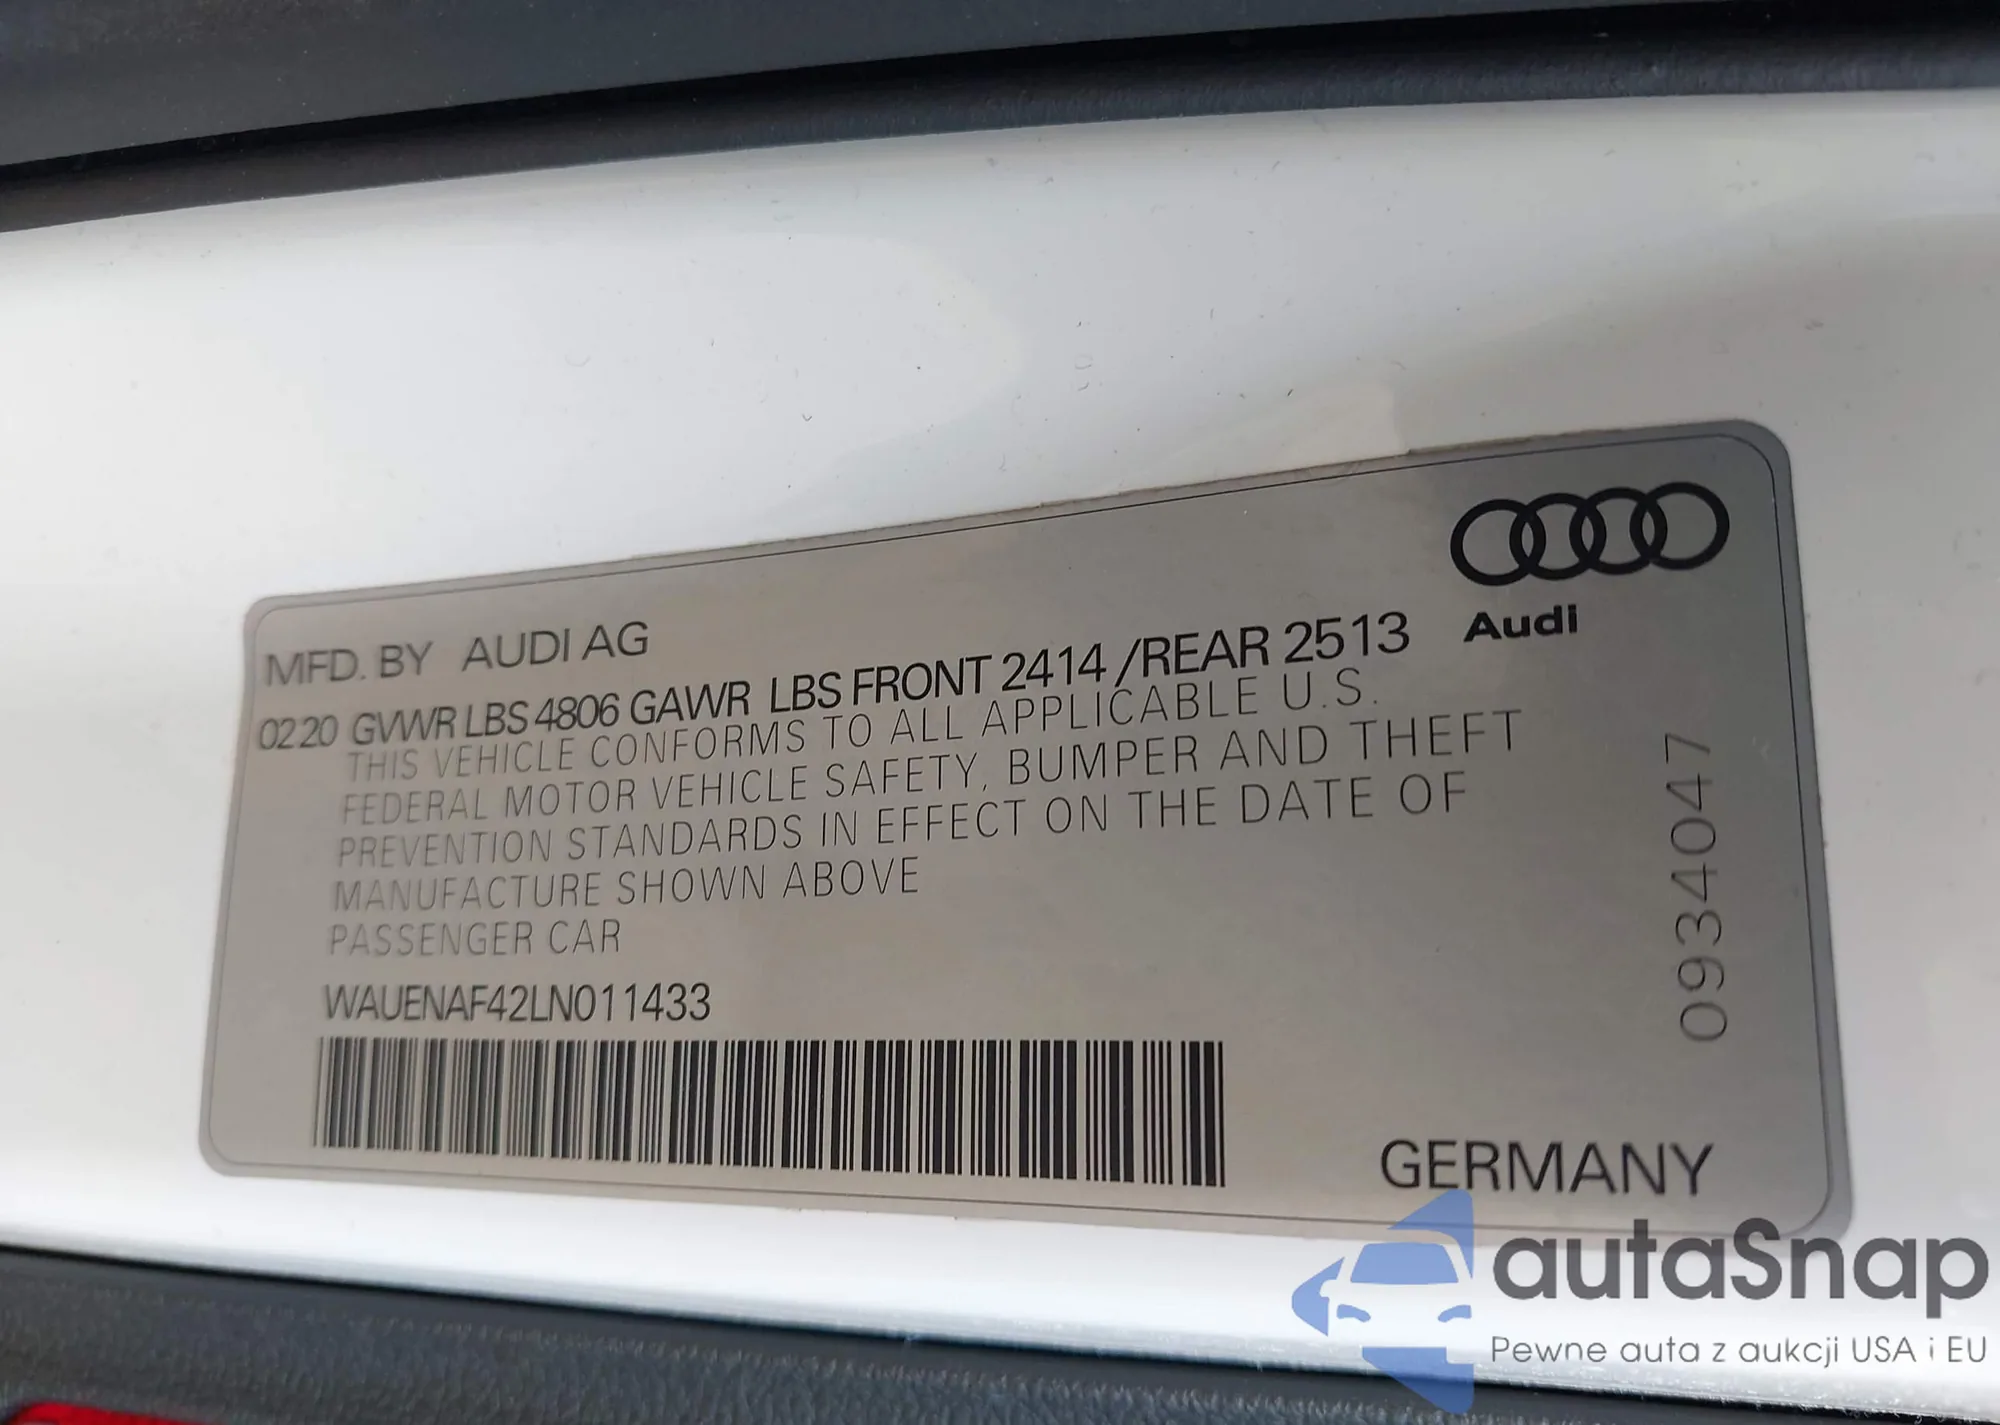 MFD. BY AUDI AG
0220 GVWR LBS 4806 GAWR LBS FRONT 2414 /REAR 2513
Audi
THIS VEHICLE CONFORMS TO ALL APPLICABLE U.S.
FEDERAL MOTOR VEHICLE SAFETY, BUMPER AND THEFT
PREVENTION STANDARDS IN EFFECT ON THE DATE OF
MANUFACTURE SHOWN ABOVE
PASSENGER CAR
WAUENAF42LN011433
0934047
GERMANY
autaSnap
Pewne auta z aukcji USA i EU